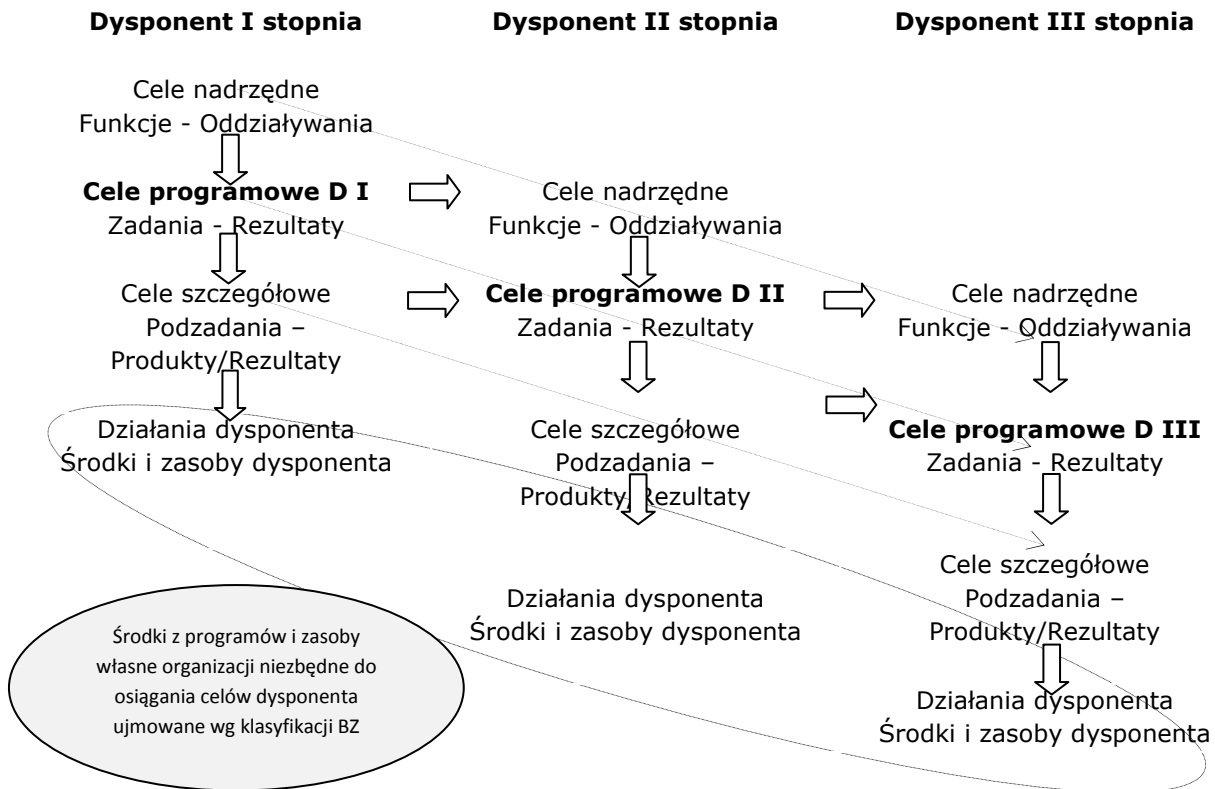 Dysponent I stopnia
Dysponent II stopnia
Dysponent III stopnia
Cele nadrzędne
Funkcje - Oddziaływania
Cele programowe D I
Zadania - Rezultaty
Cele szczegółowe
Podzadania –
Produkty/Rezultaty
Działania dysponenta
Środki i zasoby dysponenta
Cele nadrzędne
Funkcje - Oddziaływania
Cele programowe D II
Zadania - Rezultaty
Cele szczegółowe
Podzadania –
Produkty/Rezultaty
Działania dysponenta
Środki i zasoby dysponenta
Cele nadrzędne
Funkcje - Oddziaływania
Cele programowe D III
Zadania - Rezultaty
Cele szczegółowe
Podzadania –
Produkty/Rezultaty
Działania dysponenta
Środki i zasoby dysponenta
Środki z programów i zasoby
własne organizacji niezbędne do
osiągania celów dysponenta
ujmowane wg klasyfikacji BZ